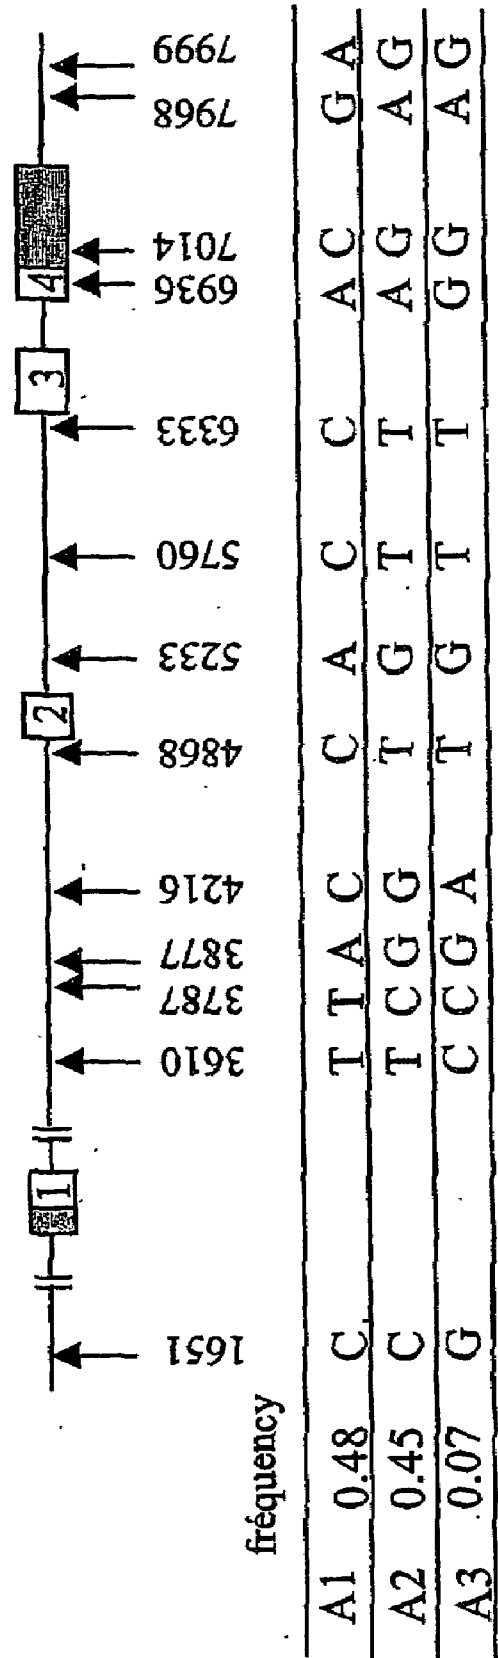 1 2 3 4
1651 3610 3787 3877 4216 4868 5233 5760 6333 6936 7014 7968 7999
fréquency
A1 0.48 C T T A C C A C C A C G A
A2 0.45 C T C G G T G T T A G A G
A3 0.07 G C C G A T G T T G G A G